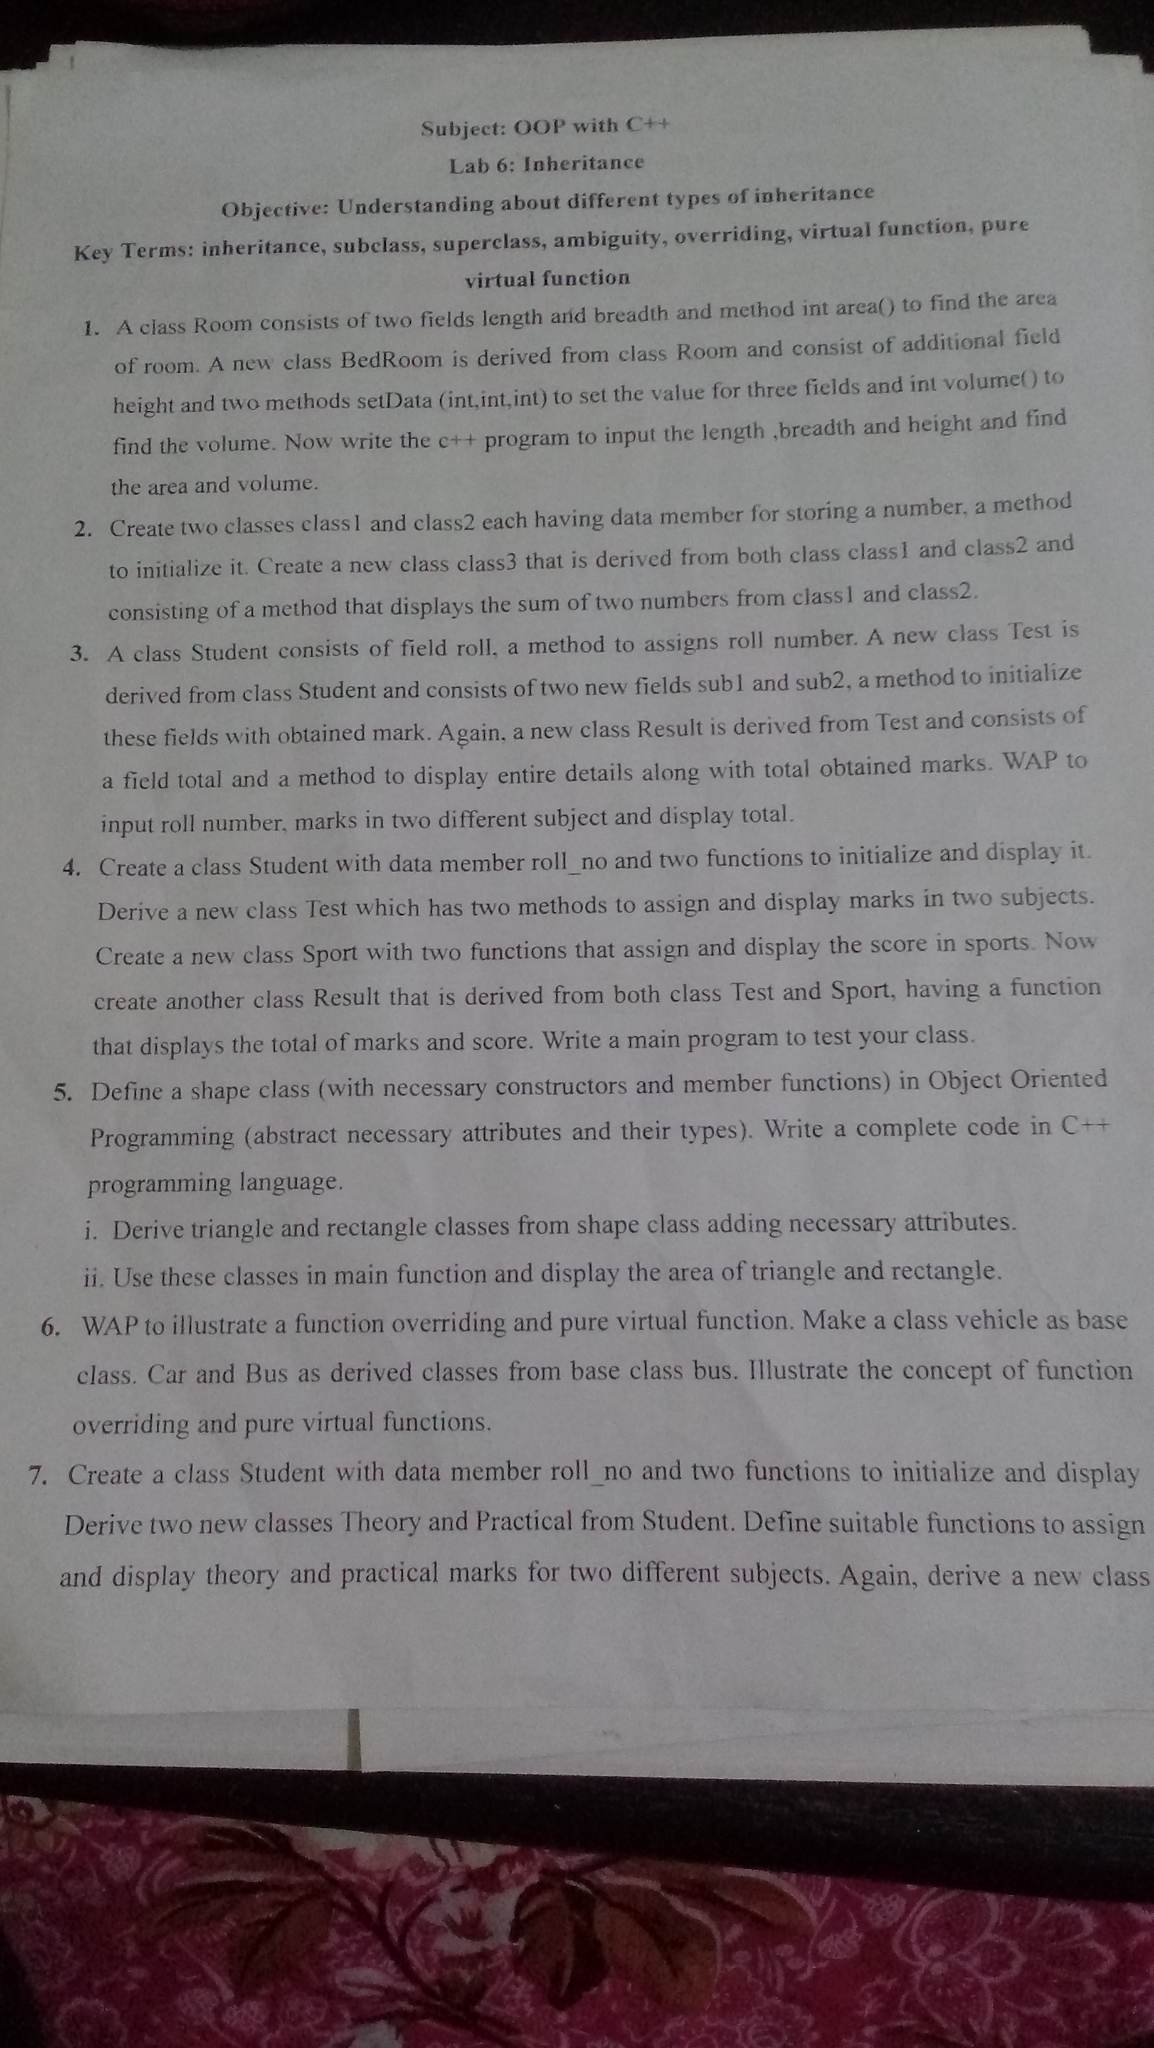 Subject: OOP with C++
Lab 6: Inheritance
Objective: Understanding about different types of inheritance
Key Terms: inheritance, subclass, superclass, ambiguity, overriding, virtual function, pure
virtual function
1. A class Room consists of two fields length and breadth and method int area() to find the area
of room. A new class BedRoom is derived from class Room and consist of additional field
height and two methods setData (int,int,int) to set the value for three fields and int volume() to
find the volume. Now write the c++ program to input the length ,breadth and height and find
the area and volume.
2. Create two classes class1 and class2 each having data member for storing a number, a method
to initialize it. Create a new class class3 that is derived from both class class1 and class2 and
consisting of a method that displays the sum of two numbers from class1 and class2.
3. A class Student consists of field roll, a method to assigns roll number. A new class Test is
derived from class Student and consists of two new fields sub1 and sub2, a method to initialize
these fields with obtained mark. Again, a new class Result is derived from Test and consists of
a field total and a method to display entire details along with total obtained marks. WAP to
input roll number, marks in two different subject and display total.
4. Create a class Student with data member roll_no and two functions to initialize and display it.
Derive a new class Test which has two methods to assign and display marks in two subjects.
Create a new class Sport with two functions that assign and display the score in sports. Now
create another class Result that is derived from both class Test and Sport, having a function
that displays the total of marks and score. Write a main program to test your class.
5. Define a shape class (with necessary constructors and member functions) in Object Oriented
Programming (abstract necessary attributes and their types). Write a complete code in C++
programming language.
i. Derive triangle and rectangle classes from shape class adding necessary attributes.
ii. Use these classes in main function and display the area of triangle and rectangle.
6. WAP to illustrate a function overriding and pure virtual function. Make a class vehicle as base
class. Car and Bus as derived classes from base class bus. Illustrate the concept of function
overriding and pure virtual functions.
7. Create a class Student with data member roll_no and two functions to initialize and display
Derive two new classes Theory and Practical from Student. Define suitable functions to assign
and display theory and practical marks for two different subjects. Again, derive a new class